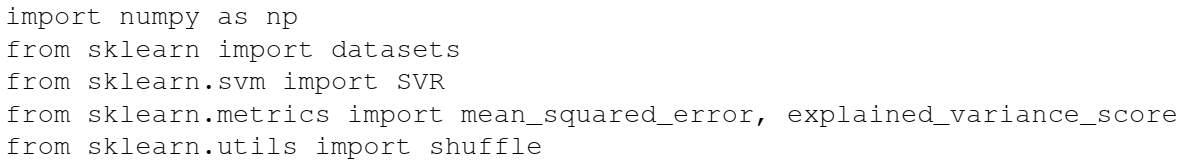 import numpy as np
from sklearn import datasets
from sklearn.svm import SVR
from sklearn.metrics import mean_squared_error, explained_variance_score
from sklearn.utils import shuffle